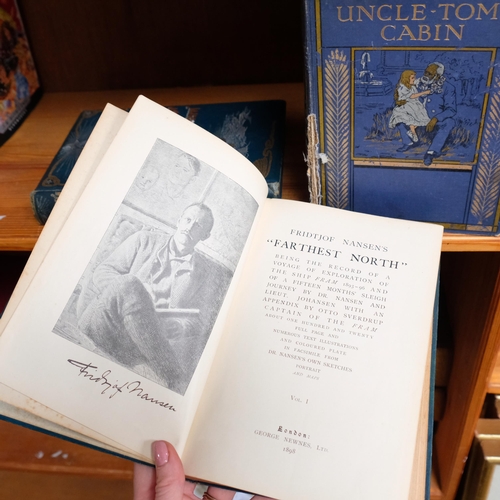 UNCLE-TOM
CABIN
FRIDTJOF NANSEN'S
"FARTHEST NORTH"
BEING THE RECORD OF A
VOYAGE OF EXPLORATION OF
THE SHIP FRAM 1893-96 AND
OF A FIFTEEN MONTHS' SLEIGH
JOURNEY BY DR. NANSEN AND
LIEUT. JOHANSEN WITH AN
APPENDIX BY OTTO SVERDRUP
CAPTAIN OF THE FRAM
ABOUT ONE HUNDRED AND TWENTY
FULL PAGE AND
NUMEROUS TEXT ILLUSTRATIONS
AND COLOURED PLATE
IN FACSIMILE FROM
DR. NANSEN'S OWN SKETCHES
PORTRAIT
AND MAPS
VOL. I
London:
GEORGE NEWNES, LTD.
1898
Fridtjof Nansen.